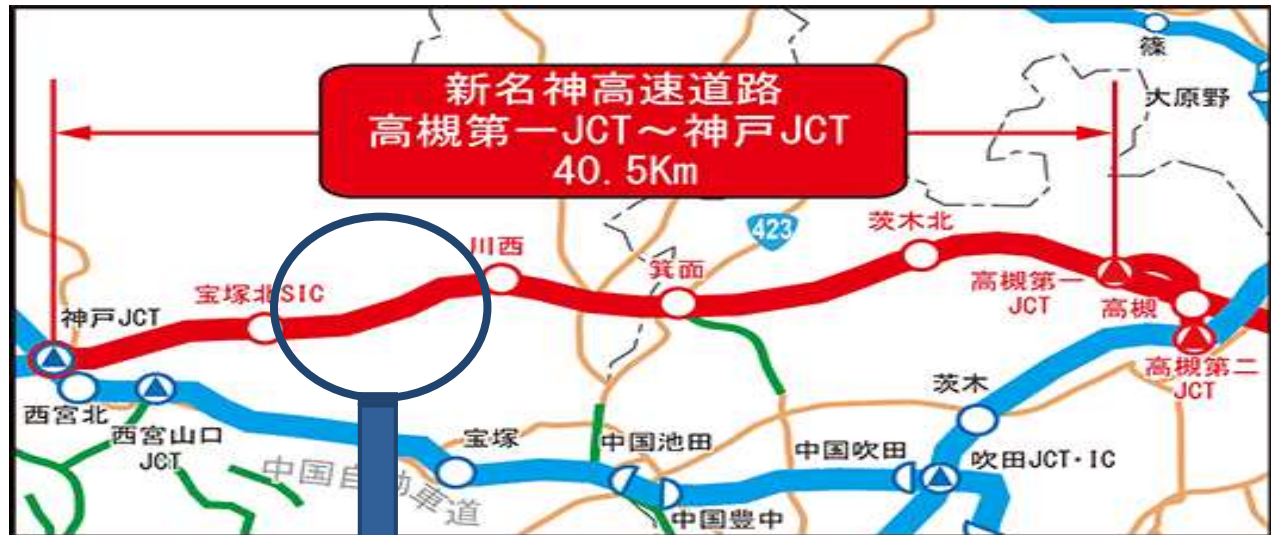 新名神高速道路
高槻第一JCT～神戸JCT
40.5Km
篠
大原野
423
茨木北
川西
箕面
高槻第一
JCT
高槻
宝塚北SIC
神戸JCT
高槻第二
JCT
茨木
西宮北
西宮山口
JCT
宝塚
中国池田
中国吹田
吹田JCT・IC
中国自動車道
中国豊中